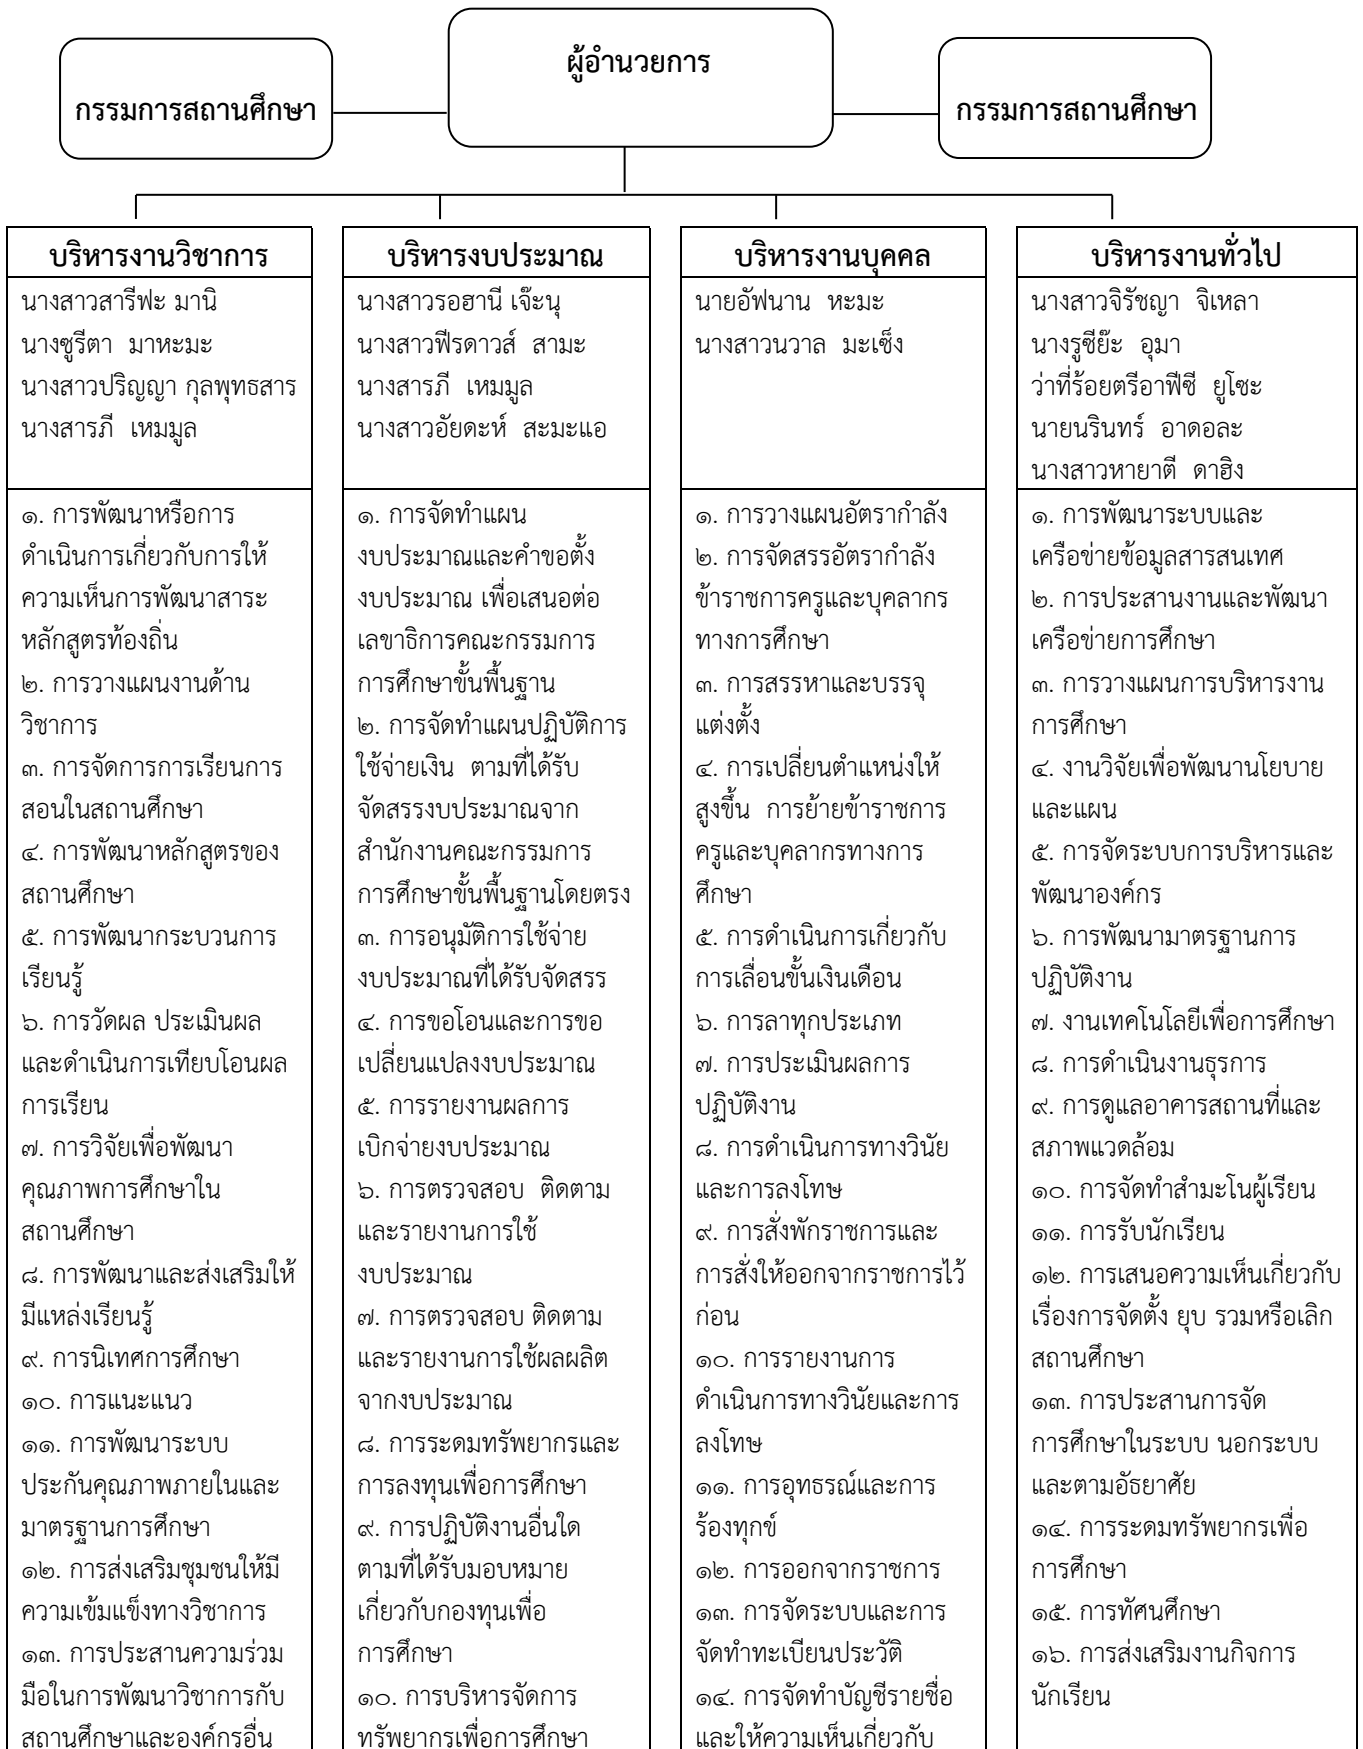 ผู้อำนวยการ
กรรมการสถานศึกษา
กรรมการสถานศึกษา
บริหารงานวิชาการ
นางสาวสารีฟะ มานิ
นางซูรีตา  มาหะมะ
นางสาวปริญญา กุลพุทธสาร
นางสารภี  เหมมูล
๑. การพัฒนาหรือการ
ดำเนินการเกี่ยวกับการให้
ความเห็นการพัฒนาสาระ
หลักสูตรท้องถิ่น
๒. การวางแผนงานด้าน
วิชาการ
๓. การจัดการการเรียนการ
สอนในสถานศึกษา
๔. การพัฒนาหลักสูตรของ
สถานศึกษา
๕. การพัฒนากระบวนการ
เรียนรู้
๖. การวัดผล ประเมินผล
และดำเนินการเทียบโอนผล
การเรียน
๗. การวิจัยเพื่อพัฒนา
คุณภาพการศึกษาใน
สถานศึกษา
๘. การพัฒนาและส่งเสริมให้
มีแหล่งเรียนรู้
๙. การนิเทศการศึกษา
๑๐. การแนะแนว
๑๑. การพัฒนาระบบ
ประกันคุณภาพภายในและ
มาตรฐานการศึกษา
๑๒. การส่งเสริมชุมชนให้มี
ความเข้มแข็งทางวิชาการ
๑๓. การประสานความร่วม
มือในการพัฒนาวิชาการกับ
สถานศึกษาและองค์กรอื่น
บริหารงบประมาณ
นางสาวรอฮานี เจ๊ะนุ
นางสาวฟีรดาวส์  สามะ
นางสารภี  เหมมูล
นางสาวอัยดะห์  สะมะแอ
๑. การจัดทำแผน
งบประมาณและคำขอตั้ง
งบประมาณ เพื่อเสนอต่อ
เลขาธิการคณะกรรมการ
การศึกษาขั้นพื้นฐาน
๒. การจัดทำแผนปฏิบัติการ
ใช้จ่ายเงิน  ตามที่ได้รับ
จัดสรรงบประมาณจาก
สำนักงานคณะกรรมการ
การศึกษาขั้นพื้นฐานโดยตรง
๓. การอนุมัติการใช้จ่าย
งบประมาณที่ได้รับจัดสรร
๔. การขอโอนและการขอ
เปลี่ยนแปลงงบประมาณ
๕. การรายงานผลการ
เบิกจ่ายงบประมาณ
๖. การตรวจสอบ  ติดตาม
และรายงานการใช้
งบประมาณ
๗. การตรวจสอบ ติดตาม
และรายงานการใช้ผลผลิต
จากงบประมาณ
๘. การระดมทรัพยากรและ
การลงทุนเพื่อการศึกษา
๙. การปฏิบัติงานอื่นใด
ตามที่ได้รับมอบหมาย
เกี่ยวกับกองทุนเพื่อ
การศึกษา
๑๐. การบริหารจัดการ
ทรัพยากรเพื่อการศึกษา
บริหารงานบุคคล
นายอัฟนาน  หะมะ
นางสาวนวาล  มะเซ็ง
๑. การวางแผนอัตรากำลัง
๒. การจัดสรรอัตรากำลัง
ข้าราชการครูและบุคลากร
ทางการศึกษา
๓. การสรรหาและบรรจุ
แต่งตั้ง
๔. การเปลี่ยนตำแหน่งให้
สูงขึ้น  การย้ายข้าราชการ
ครูและบุคลากรทางการ
ศึกษา
๕. การดำเนินการเกี่ยวกับ
การเลื่อนขั้นเงินเดือน
๖. การลาทุกประเภท
๗. การประเมินผลการ
ปฏิบัติงาน
๘. การดำเนินการทางวินัย
และการลงโทษ
๙. การสั่งพักราชการและ
การสั่งให้ออกจากราชการไว้
ก่อน
๑๐. การรายงานการ
ดำเนินการทางวินัยและการ
ลงโทษ
๑๑. การอุทธรณ์และการ
ร้องทุกข์
๑๒. การออกจากราชการ
๑๓. การจัดระบบและการ
จัดทำทะเบียนประวัติ
๑๔. การจัดทำบัญชีรายชื่อ
และให้ความเห็นเกี่ยวกับ
บริหารงานทั่วไป
นางสาวจิรัชญา  จิเหลา
นางรูซีย๊ะ  อุมา
ว่าที่ร้อยตรีอาฟีซี  ยูโซะ
นายนรินทร์  อาดอละ
นางสาวหายาตี  ดาฮิง
๑. การพัฒนาระบบและ
เครือข่ายข้อมูลสารสนเทศ
๒. การประสานงานและพัฒนา
เครือข่ายการศึกษา
๓. การวางแผนการบริหารงาน
การศึกษา
๔. งานวิจัยเพื่อพัฒนานโยบาย
และแผน
๕. การจัดระบบการบริหารและ
พัฒนาองค์กร
๖. การพัฒนามาตรฐานการ
ปฏิบัติงาน
๗. งานเทคโนโลยีเพื่อการศึกษา
๘. การดำเนินงานธุรการ
๙. การดูแลอาคารสถานที่และ
สภาพแวดล้อม
๑๐. การจัดทำสำมะโนผู้เรียน
๑๑. การรับนักเรียน
๑๒. การเสนอความเห็นเกี่ยวกับ
เรื่องการจัดตั้ง ยุบ รวมหรือเลิก
สถานศึกษา
๑๓. การประสานการจัด
การศึกษาในระบบ นอกระบบ
และตามอัธยาศัย
๑๔. การระดมทรัพยากรเพื่อ
การศึกษา
๑๕. การทัศนศึกษา
๑๖. การส่งเสริมงานกิจการ
นักเรียน